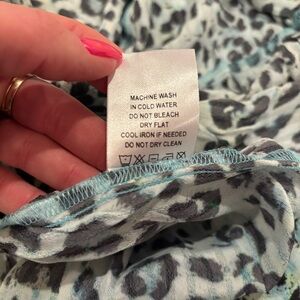 MACHINE WASH
IN COLD WATER
DO NOT BLEACH
DRY FLAT
COOL IRON IF NEEDED
DO NOT DRY CLEAN